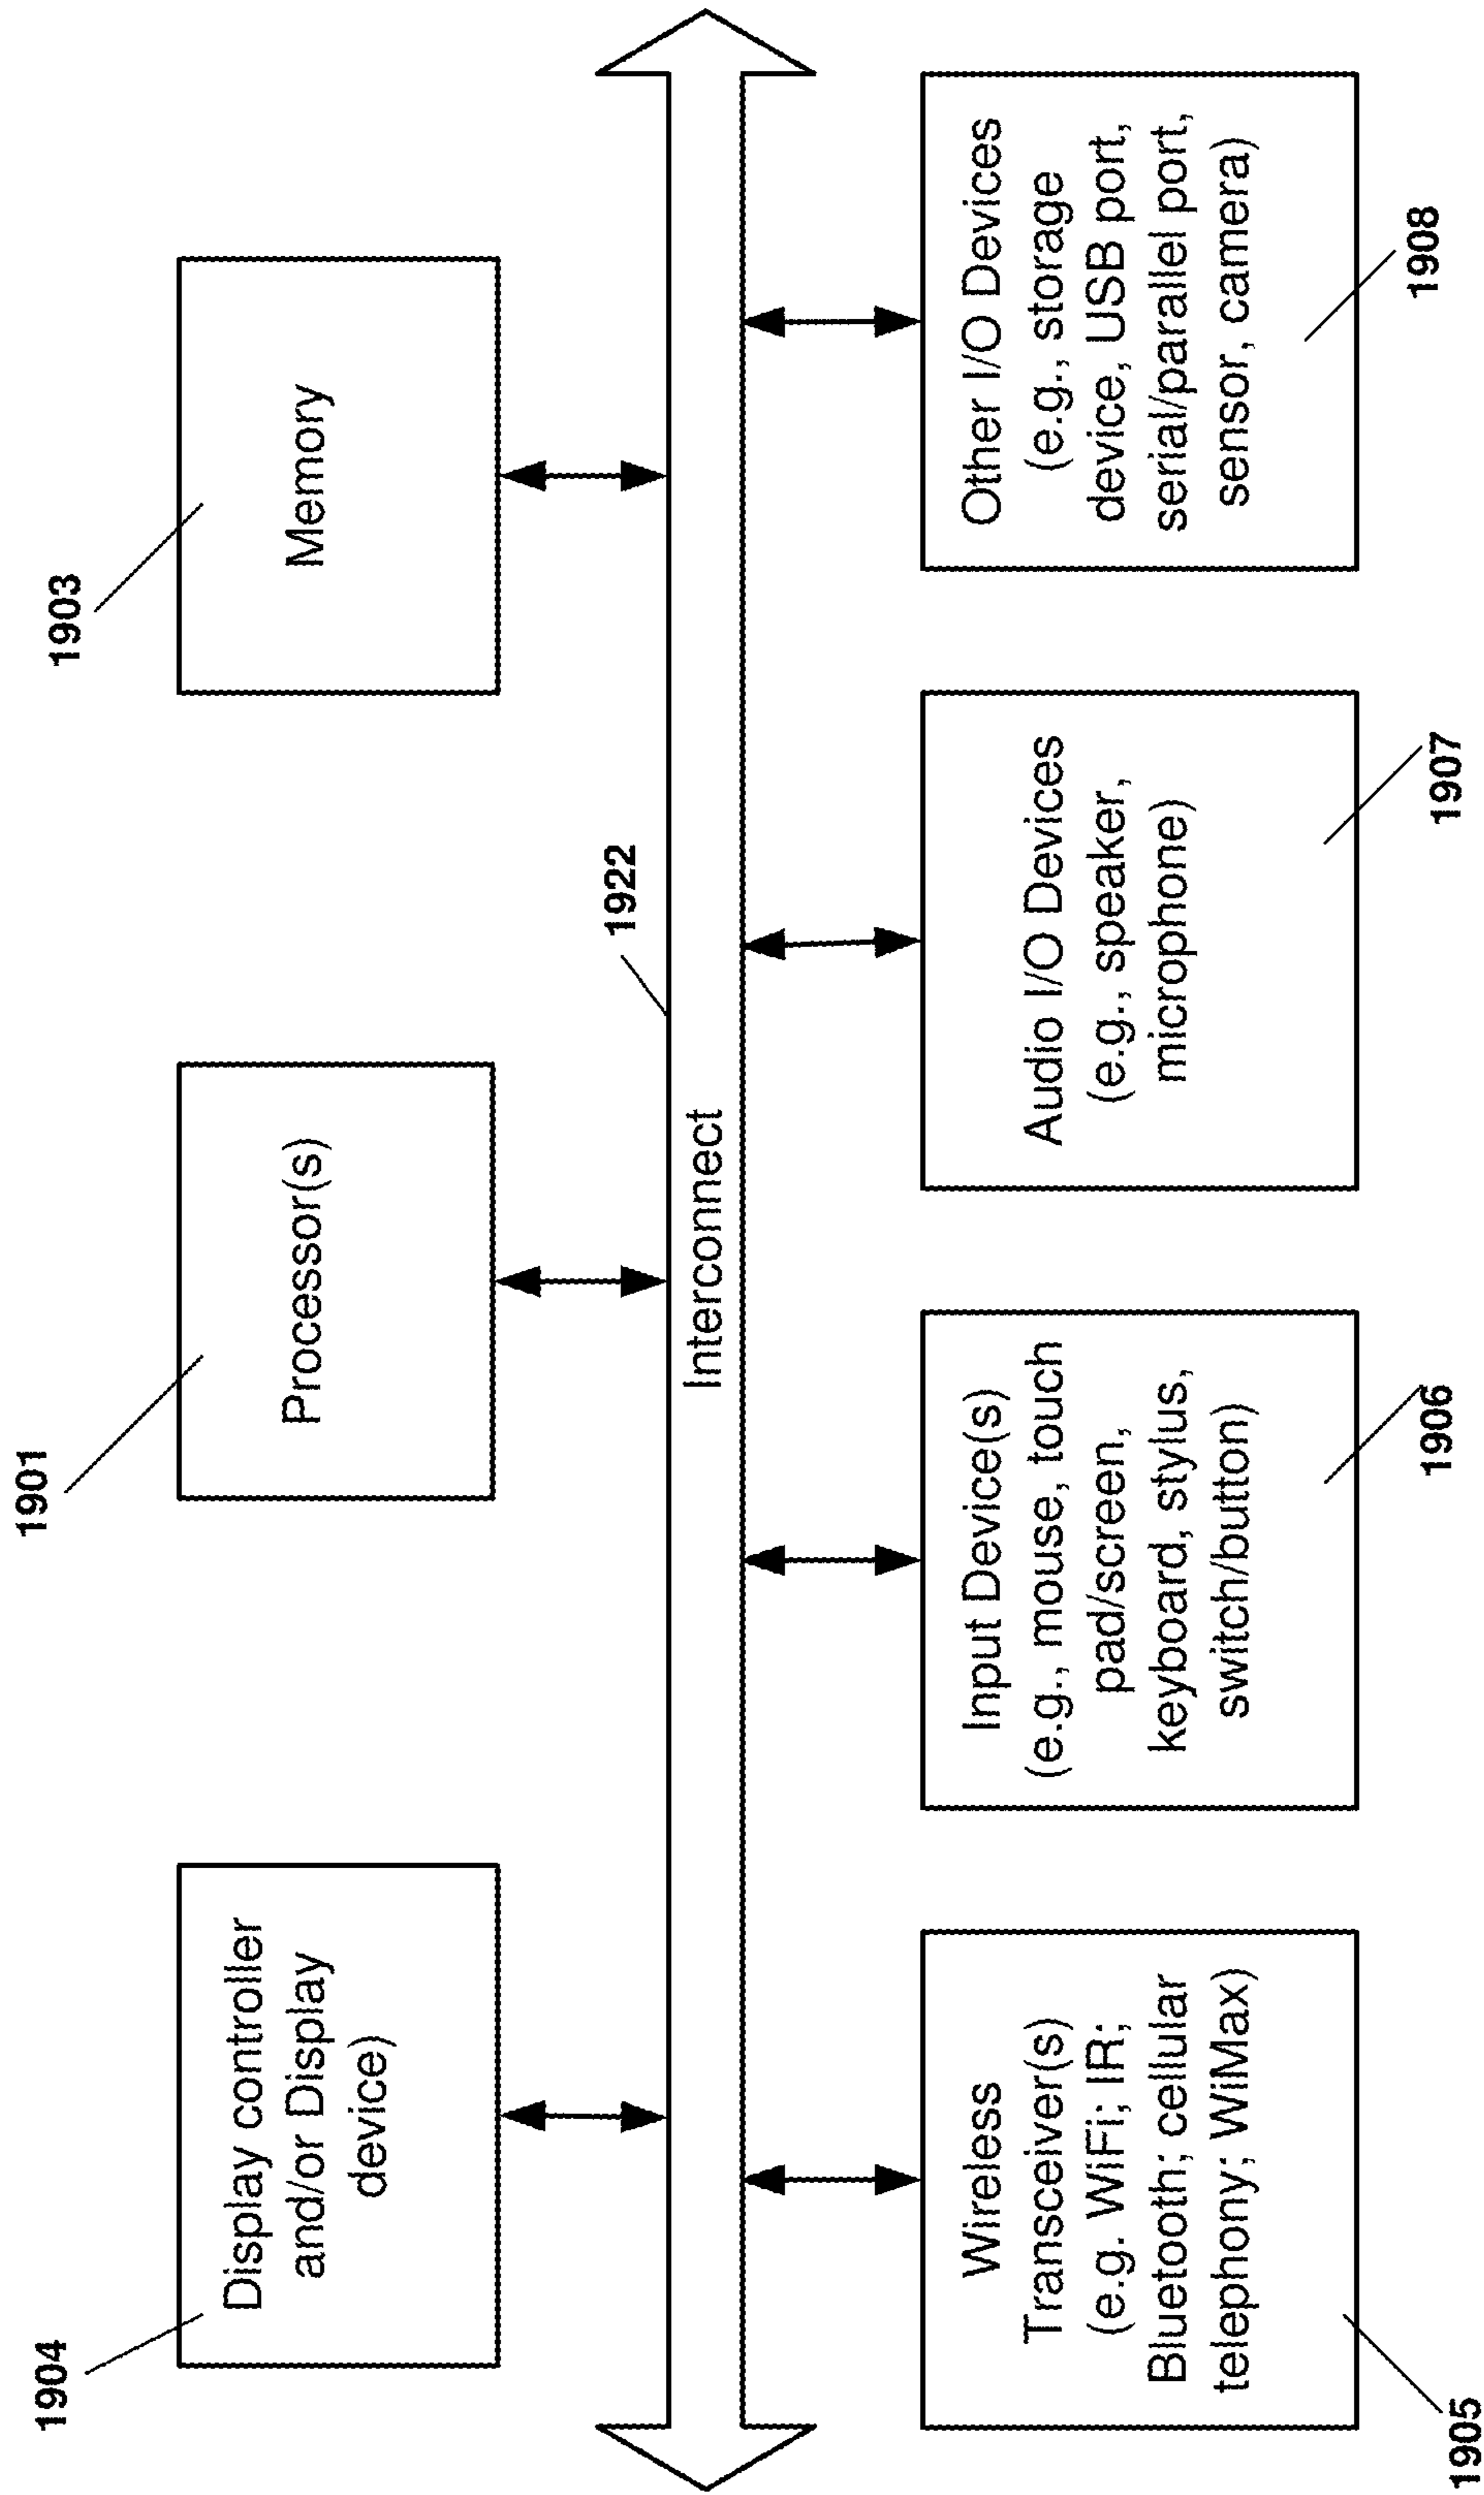 1904
Display controller
and/or Display
device)
1901
Processor(s)
1903
Memory
1922
Interconnect
Wireless
Transceiver(s)
(e.g. WiFi; IR;
Bluetooth; cellular
telephony; WiMax)
1905
Input Device(s)
(e.g., mouse, touch
pad/screen,
keyboard, stylus,
switch/button)
1906
Audio I/O Devices
(e.g., speaker,
microphone)
1907
Other I/O Devices
(e.g., storage
device, USB port,
serial/parallel port,
sensor, camera)
1908